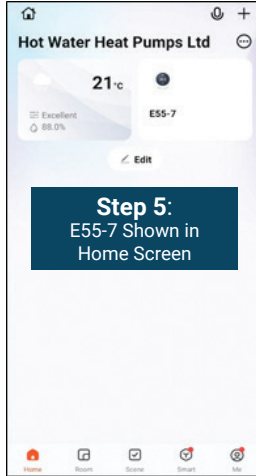 Hot Water Heat Pumps Ltd
21°C
Excellent
88.0%
E55-7
Edit
Step 5:
E55-7 Shown in
Home Screen
Home
Room
Scene
Smart
Me